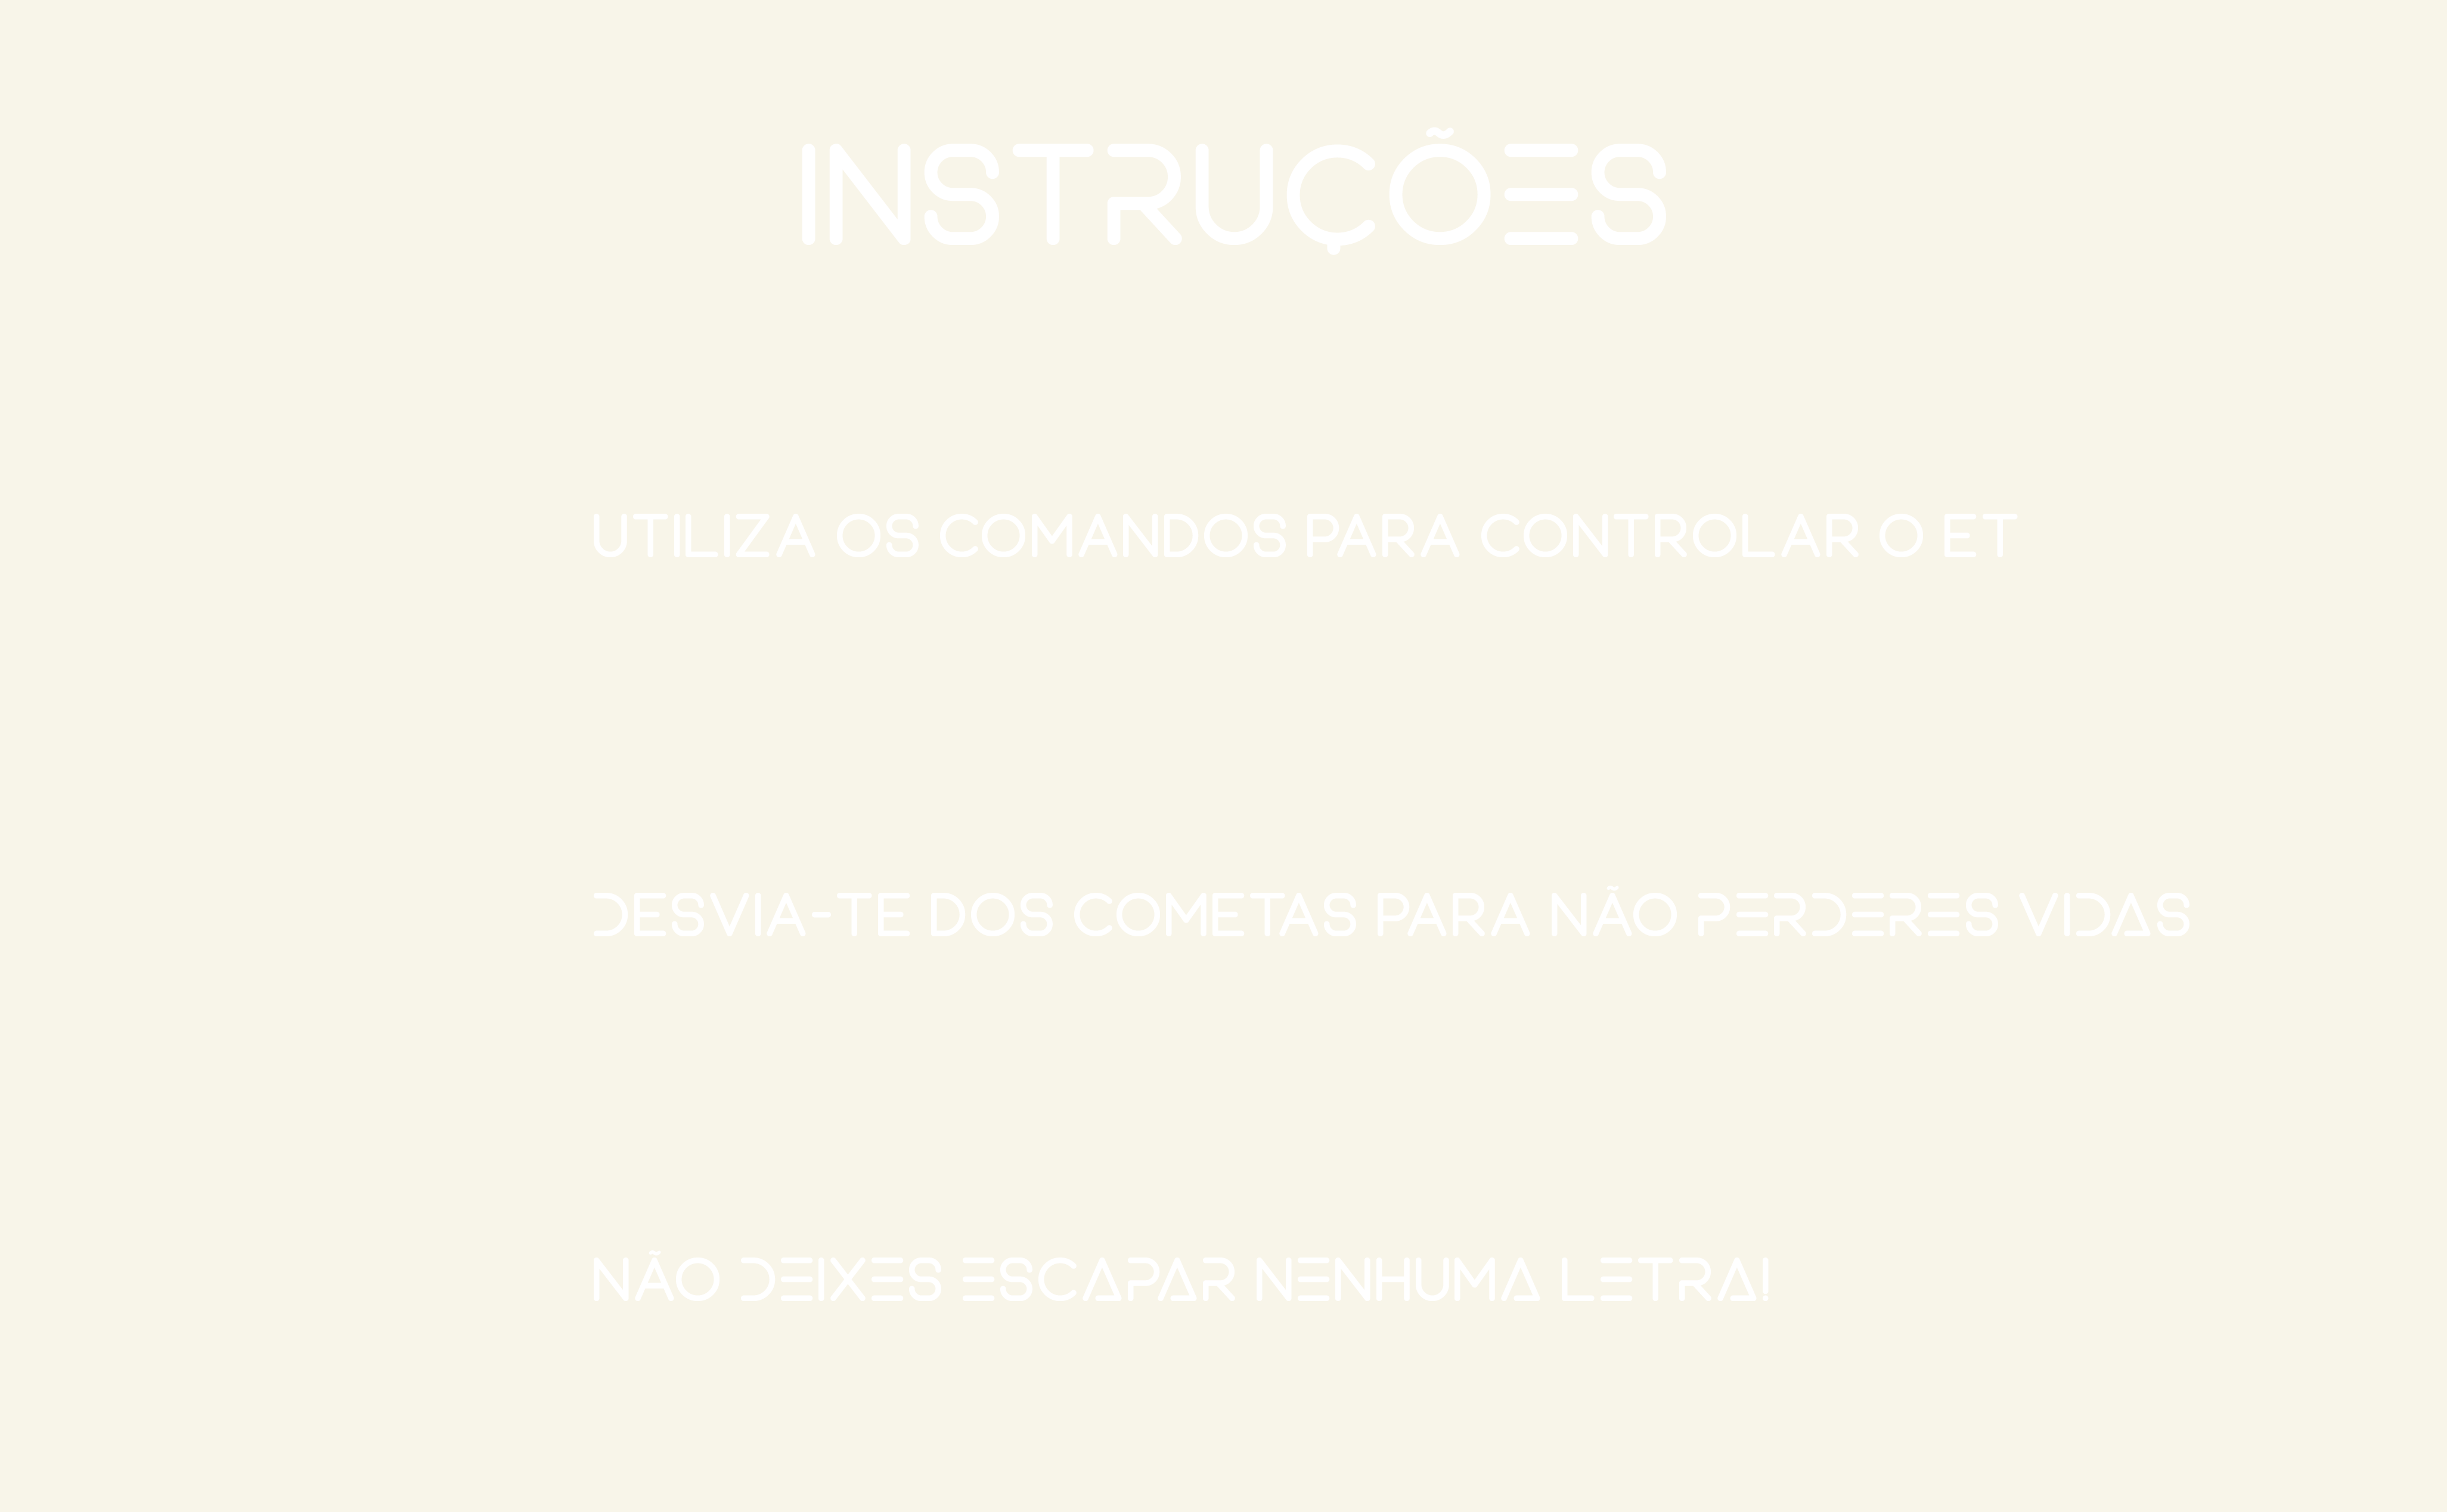 INSTRUÇÕES
UTILIZA OS COMANDOS PARA CONTROLAR O ET
DESVIA-TE DOS COMETAS PARA NÃO PERDERES VIDAS
NÃO DEIXES ESCAPAR NENHUMA LETRA!